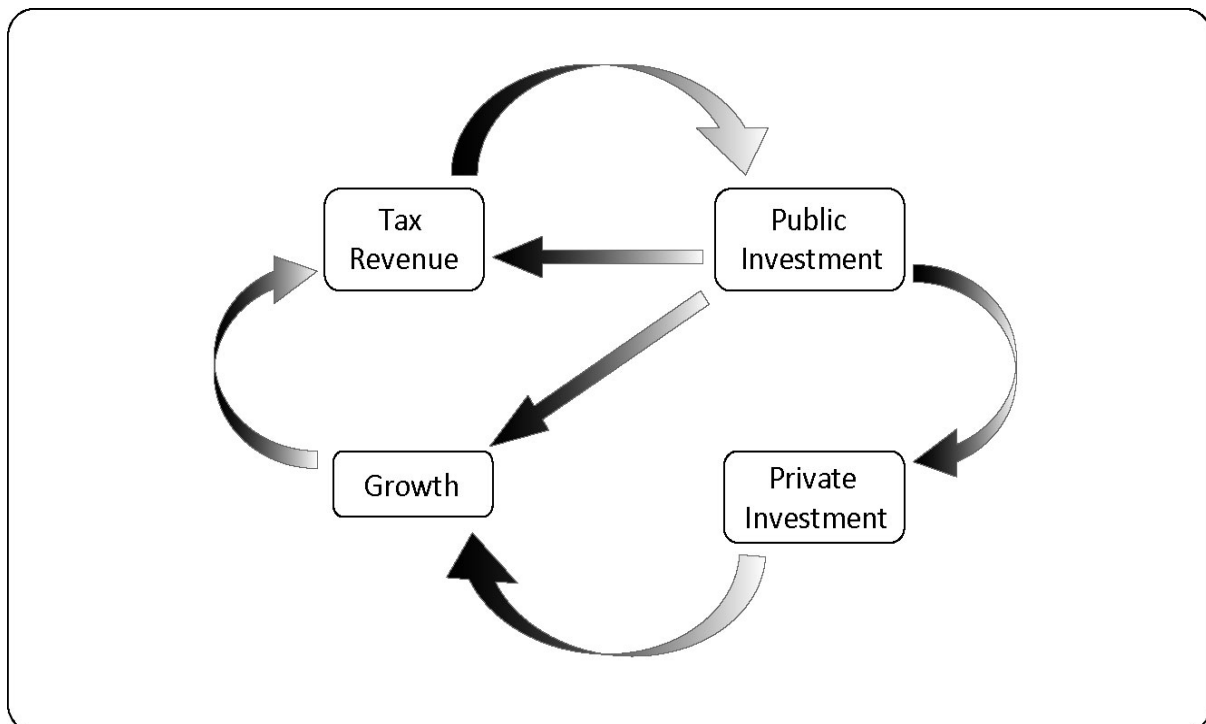 Tax
Revenue
Public
Investment
Growth
Private
Investment